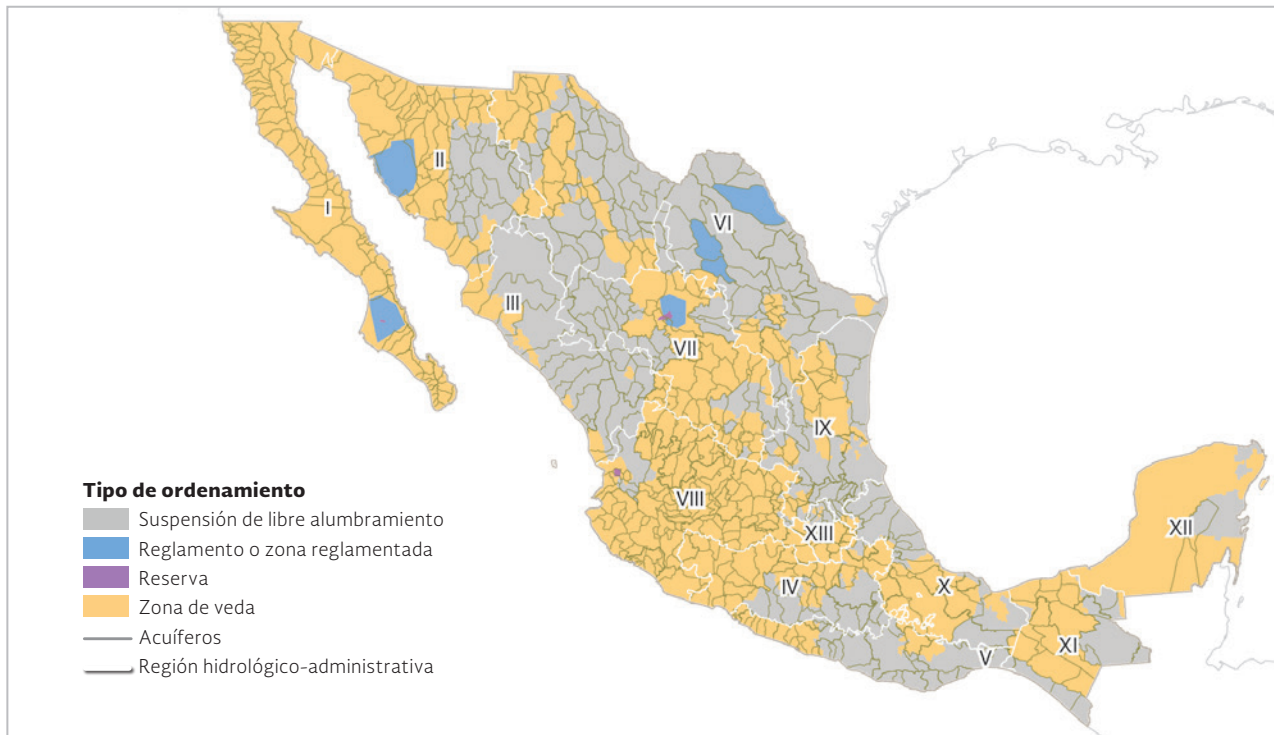 II
I
VI
III
VII
IX
VIII
XIII
XII
IV
X
XI
V
Tipo de ordenamiento
Suspensión de libre alumbramiento
Reglamento o zona reglamentada
Reserva
Zona de veda
Acuíferos
Región hidrológico-administrativa